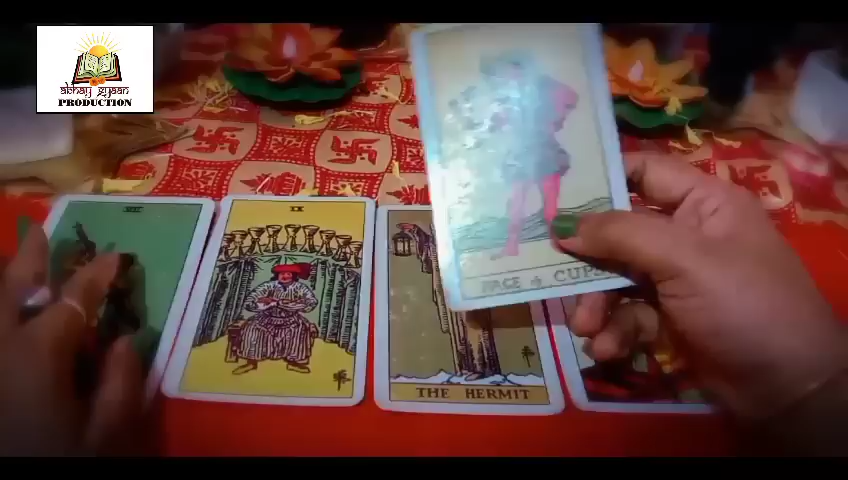 abhay gyaan
PRODUCTION
IX
PAGE of CUPS
THE HERMIT